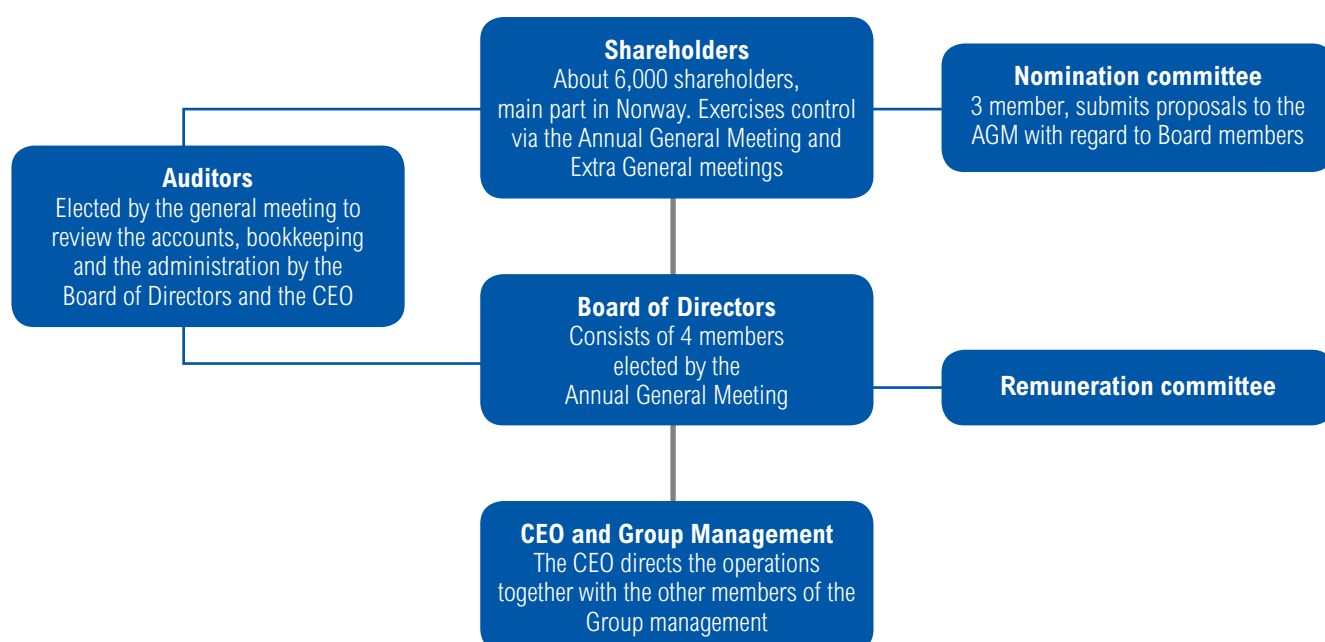 Shareholders
About 6,000 shareholders,
main part in Norway. Exercises control
via the Annual General Meeting and
Extra General meetings
Nomination committee
3 member, submits proposals to the
AGM with regard to Board members
Auditors
Elected by the general meeting to
review the accounts, bookkeeping
and the administration by the
Board of Directors and the CEO
Board of Directors
Consists of 4 members
elected by the
Annual General Meeting
Remuneration committee
CEO and Group Management
The CEO directs the operations
together with the other members of the
Group management